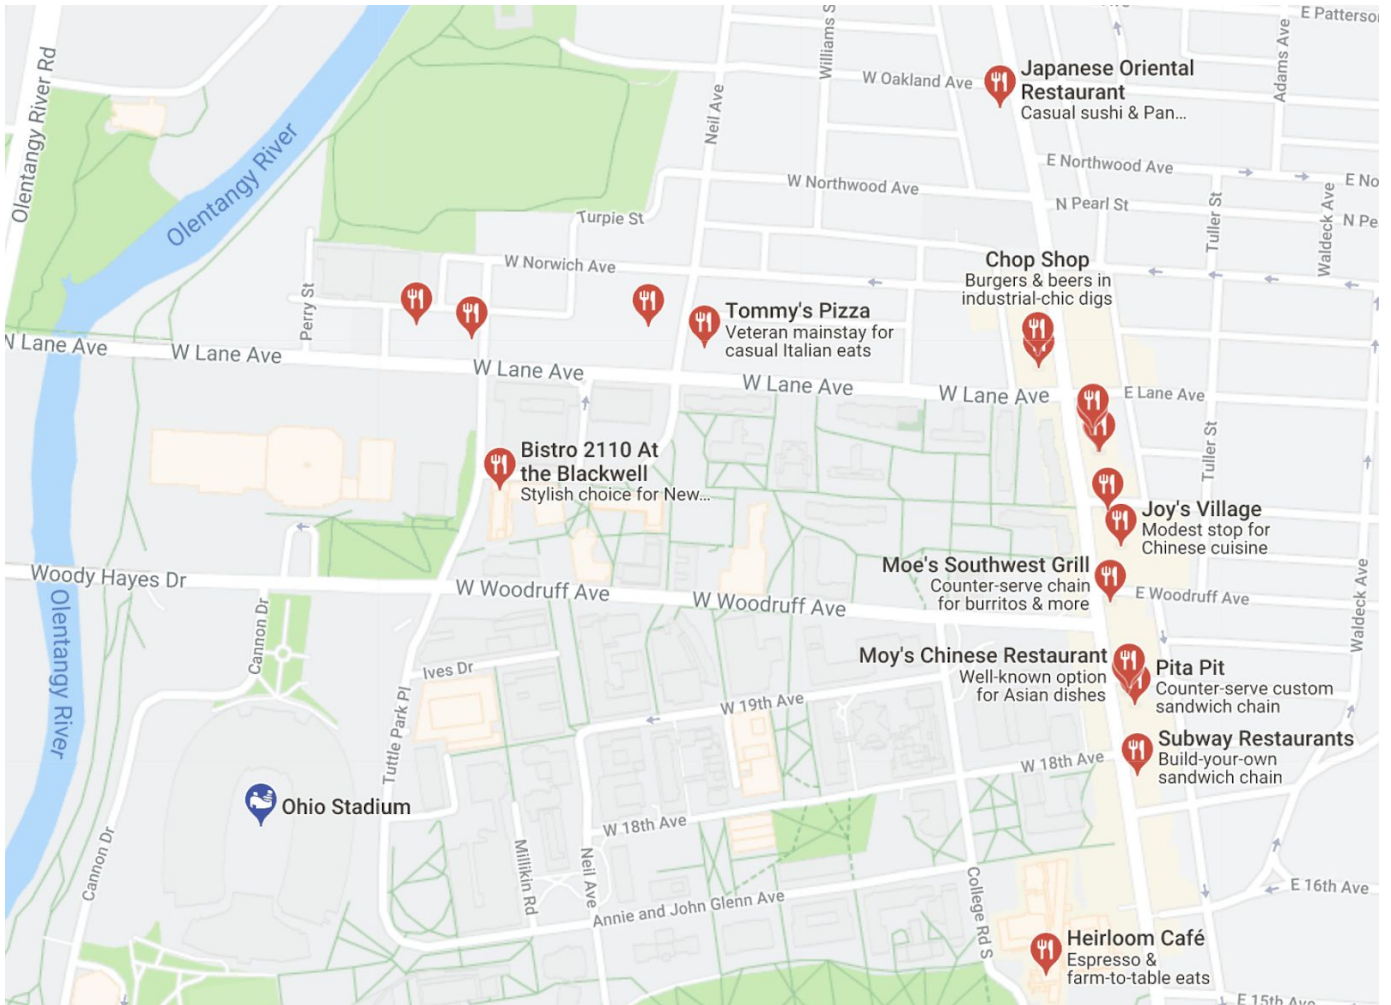 E Patterso
Olentangy River Rd
Williams S
Adams Ave
Ave
W Oakland Ave
Japanese Oriental
Restaurant
Casual sushi & Pan...
Neil Ave
Olentangy River
E Northwood Ave
W Northwood Ave
E No
N Pearl St
N Pe
Turpie St
Tuller St
Waldeck Ave
W Norwich Ave
Chop Shop
Burgers & beers in
industrial-chic digs
Perry St
Tommy's Pizza
Veteran mainstay for
casual Italian eats
N Lane Ave
W Lane Ave
W Lane Ave
W Lane Ave
W Lane Ave
E Lane Ave
Tuller St
Bistro 2110 At
the Blackwell
Stylish choice for New...
Joy's Village
Modest stop for
Chinese cuisine
Moe's Southwest Grill
Counter-serve chain
for burritos & more
Woody Hayes Dr
W Woodruff Ave
W Woodruff Ave
E Woodruff Ave
Waldeck Ave
Olentangy River
Cannon Dr
Ives Dr
Moy's Chinese Restaurant
Well-known option
for Asian dishes
Pita Pit
Counter-serve custom
sandwich chain
Tuttle Park Pl
W 19th Ave
Subway Restaurants
Build-your-own
sandwich chain
W 18th Ave
Ohio Stadium
W 18th Ave
Cannon Dr
Millikin Rd
Neil Ave
College Rd S
E 16th Ave
Annie and John Glenn Ave
Heirloom Café
Espresso &
farm-to-table eats
E 15th Ave